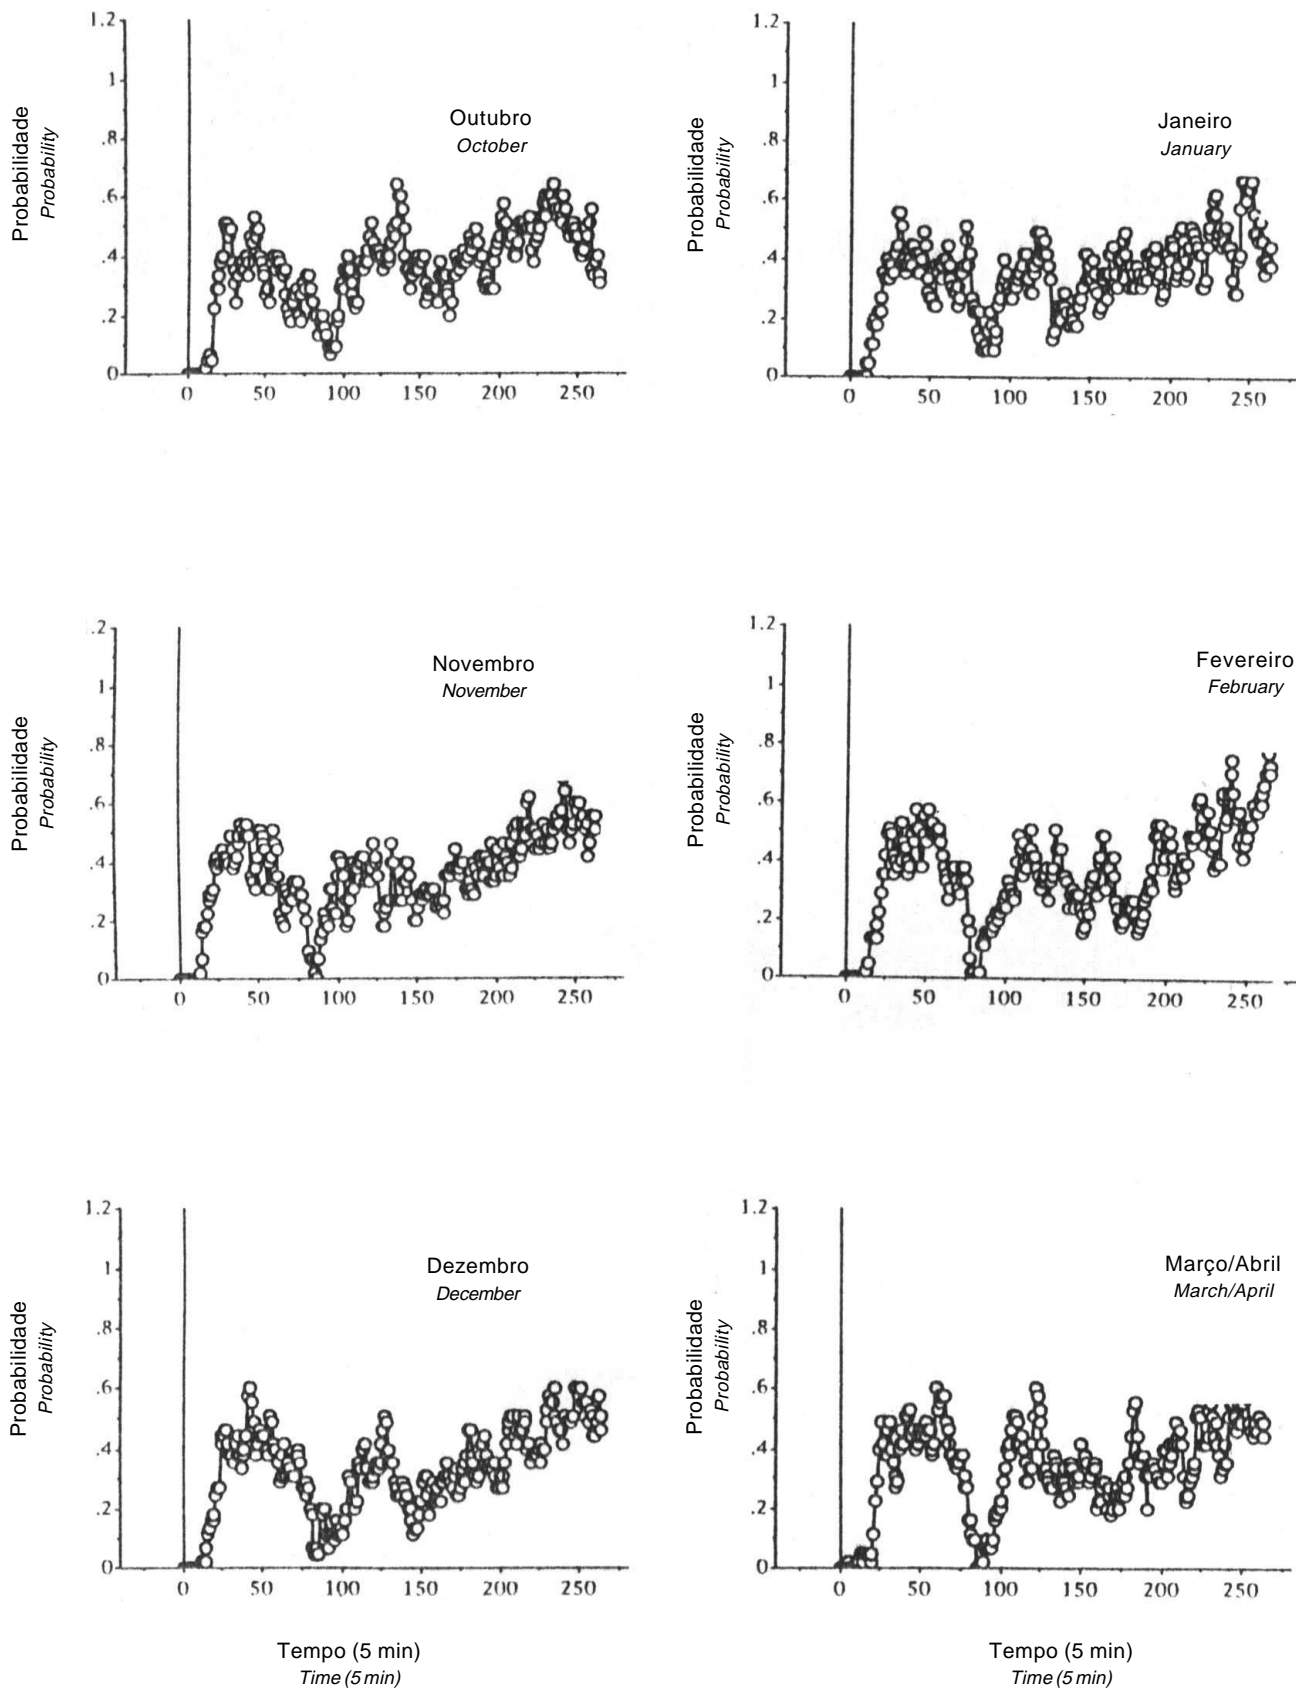 1.2
1
.8
.6
.4
.2
0
0
50
100
150
200
250
Probabilidade
Probability
Outubro
October
1.2
1
.8
.6
.4
.2
0
0
50
100
150
200
250
Probabilidade
Probability
Janeiro
January
1.2
1
.8
.6
.4
.2
0
0
50
100
150
200
250
Probabilidade
Probability
Novembro
November
1.2
1
.8
.6
.4
.2
0
0
50
100
150
200
250
Probabilidade
Probability
Fevereiro
February
1.2
1
.8
.6
.4
.2
0
0
50
100
150
200
250
Probabilidade
Probability
Dezembro
December
Tempo (5 min)
Time (5 min)
1.2
1
.8
.6
.4
.2
0
0
50
100
150
200
250
Probabilidade
Probability
Março/Abril
March/April
Tempo (5 min)
Time (5 min)